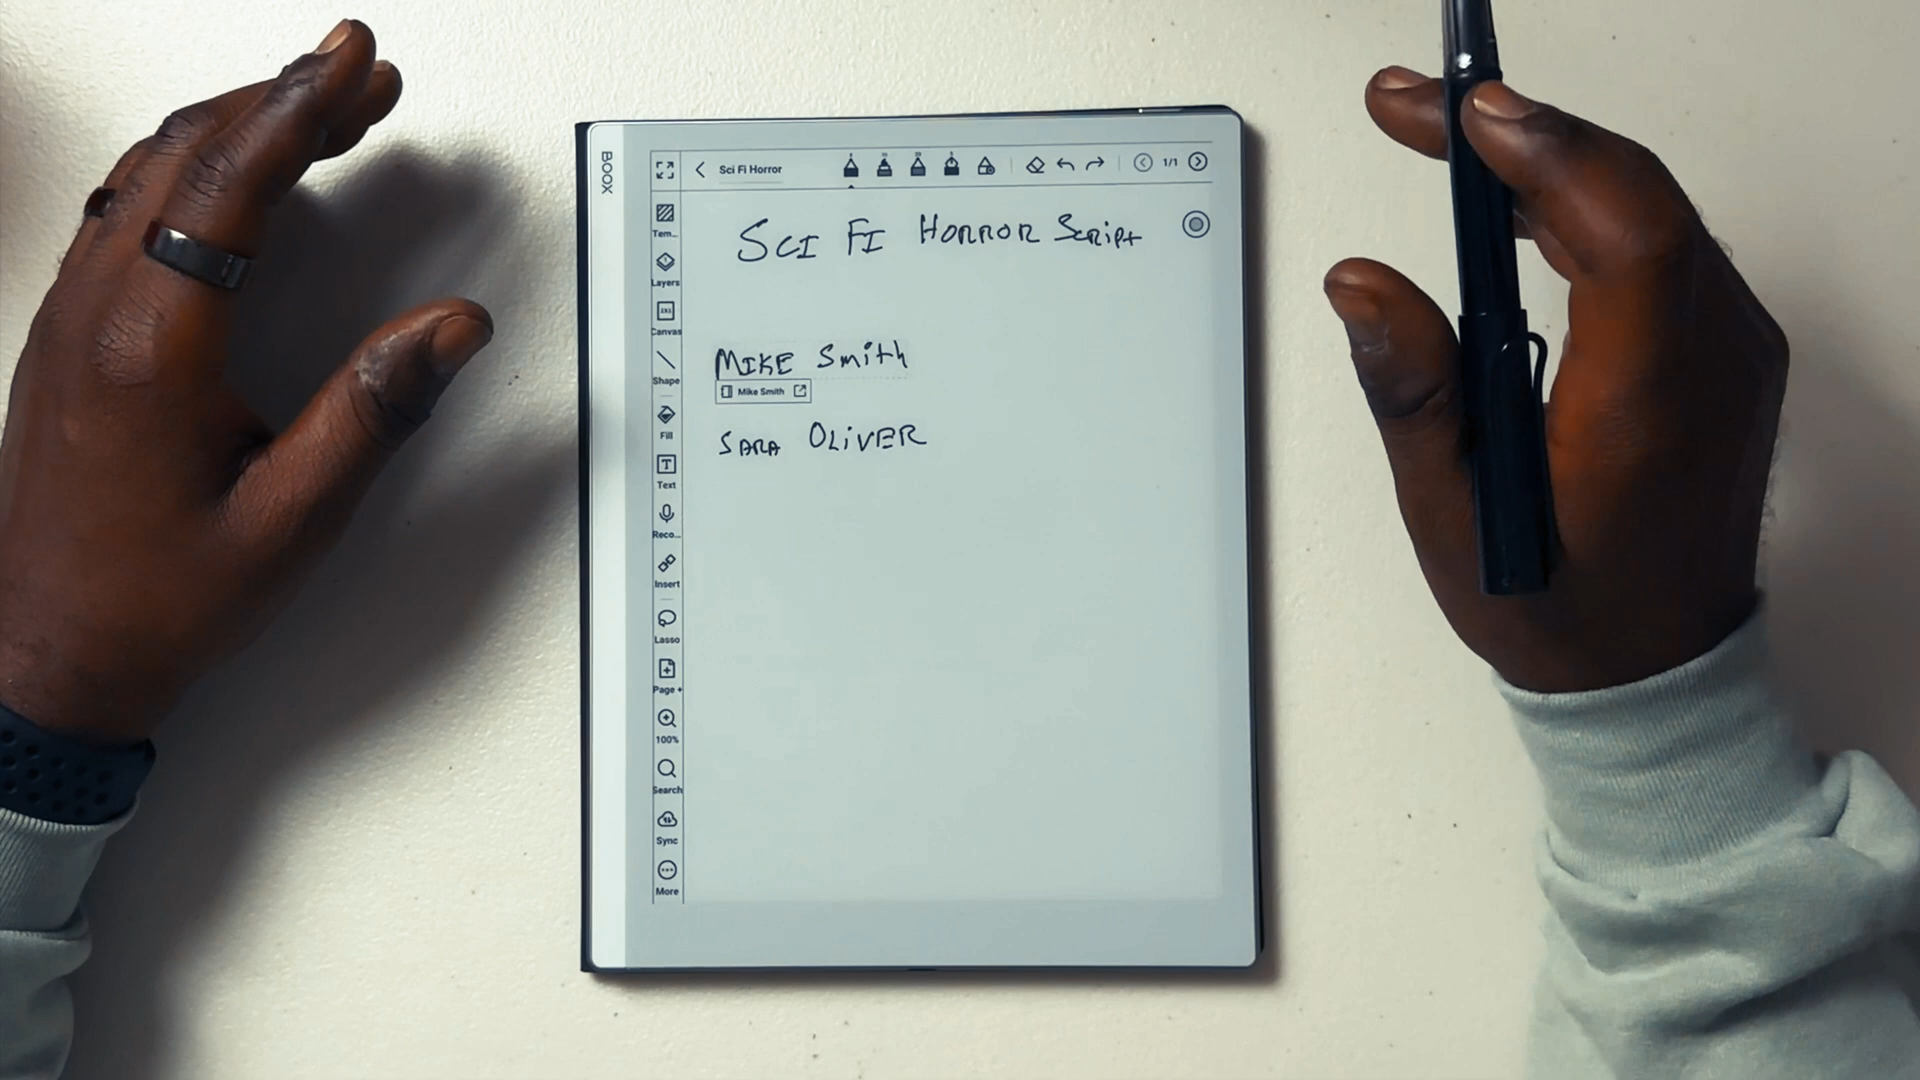 BOOX
Sci Fi Horror
1/1
SCI FI HORROR Script
MIKE Smith
Mike Smith
SARA OLiVER
Tem...
Layers
Canvas
Shape
Fill
Text
Reco...
Insert
Lasso
Page +
100%
Search
Sync
More